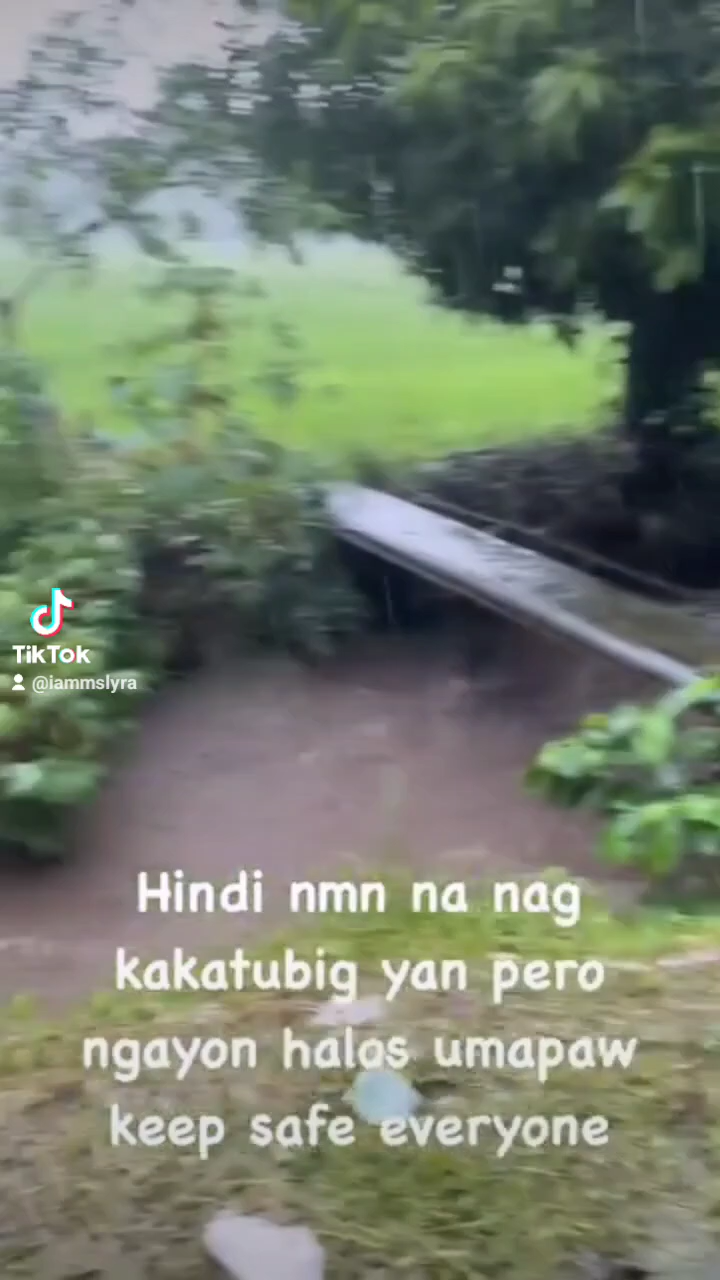 TikTok
@iammslyra
Hindi nmn na nag
kakatubig yan pero
ngayon halos umapaw
keep safe everyone